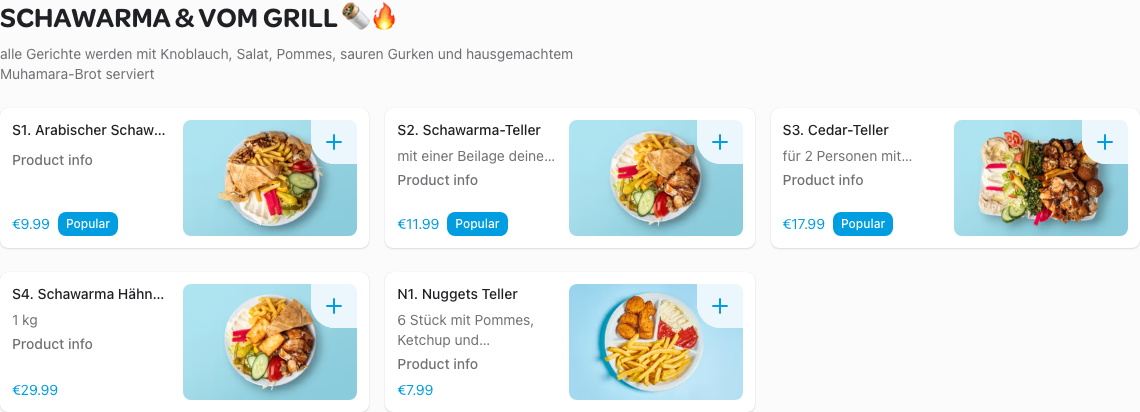 SCHAWARMA & VOM GRILL 🌯🔥
alle Gerichte werden mit Knoblauch, Salat, Pommes, sauren Gurken und hausgemachtem
Muhamara-Brot serviert
S1. Arabischer Schaw...
Product info
€9.99 Popular
S2. Schawarma-Teller
mit einer Beilage deine...
Product info
€11.99 Popular
S3. Cedar-Teller
für 2 Personen mit...
Product info
€17.99 Popular
S4. Schawarma Hähn...
1 kg
Product info
€29.99
N1. Nuggets Teller
6 Stück mit Pommes,
Ketchup und...
Product info
€7.99